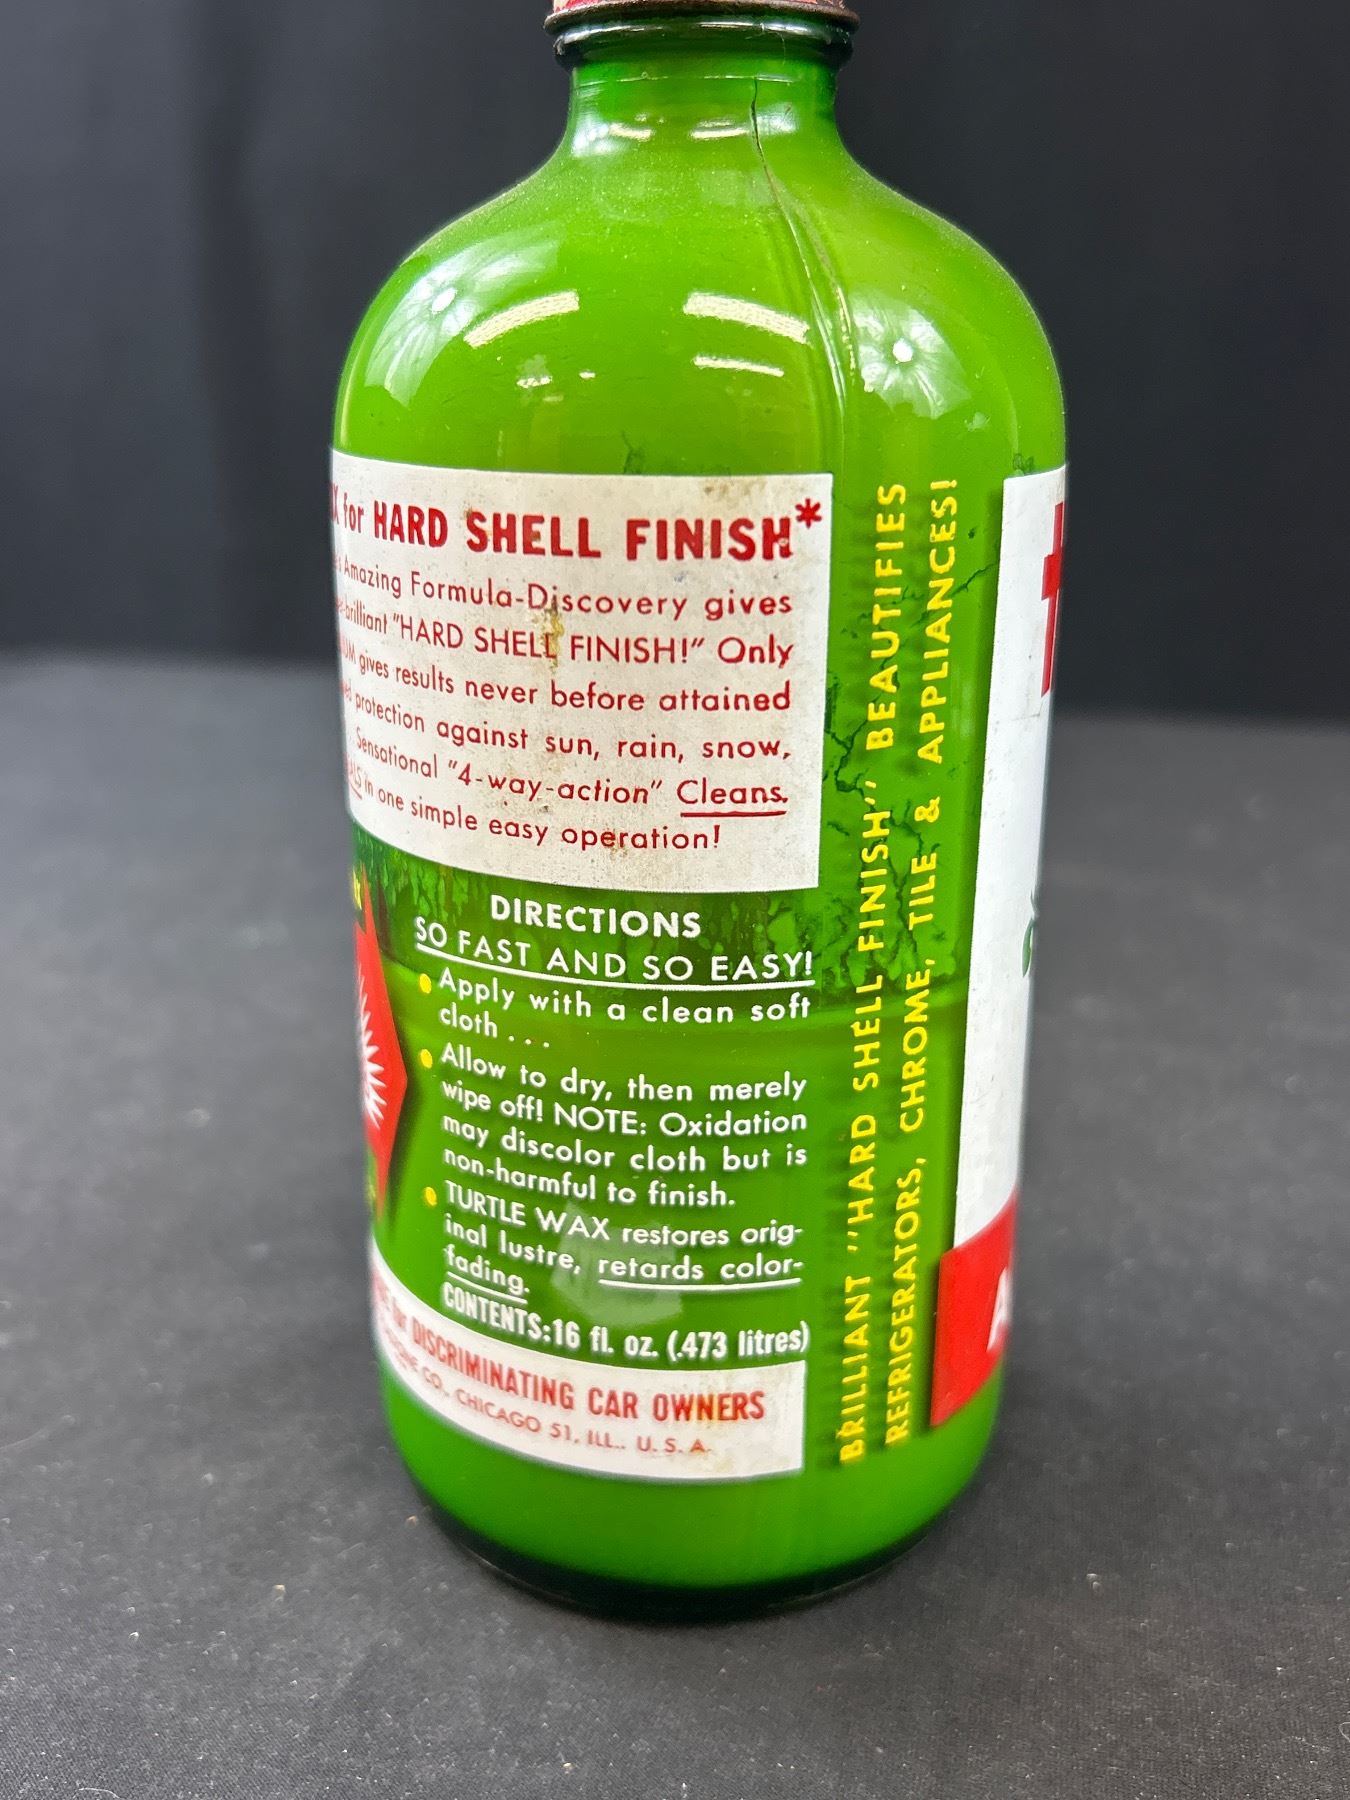 X for HARD SHELL FINISH*
Amazing Formula-Discovery gives
brilliant "HARD SHELL FINISH!" Only
gives results never before attained
protection against sun, rain, snow,
Sensational "4-way-action" Cleans,
in one simple easy operation!
DIRECTIONS
SO FAST AND SO EASY!
Apply with a clean soft
cloth . . .
Allow to dry, then merely
wipe off! NOTE: Oxidation
may discolor cloth but is
non-harmful to finish.
TURTLE WAX restores orig-
inal lustre, retards color-
fading.
CONTENTS:16 fl. oz. (.473 litres)
for DISCRIMINATING CAR OWNERS
CO., CHICAGO 51, ILL., U.S.A.
BRILLIANT "HARD SHELL FINISH" BEAUTIFIES
REFRIGERATORS, CHROME, TILE & APPLIANCES!